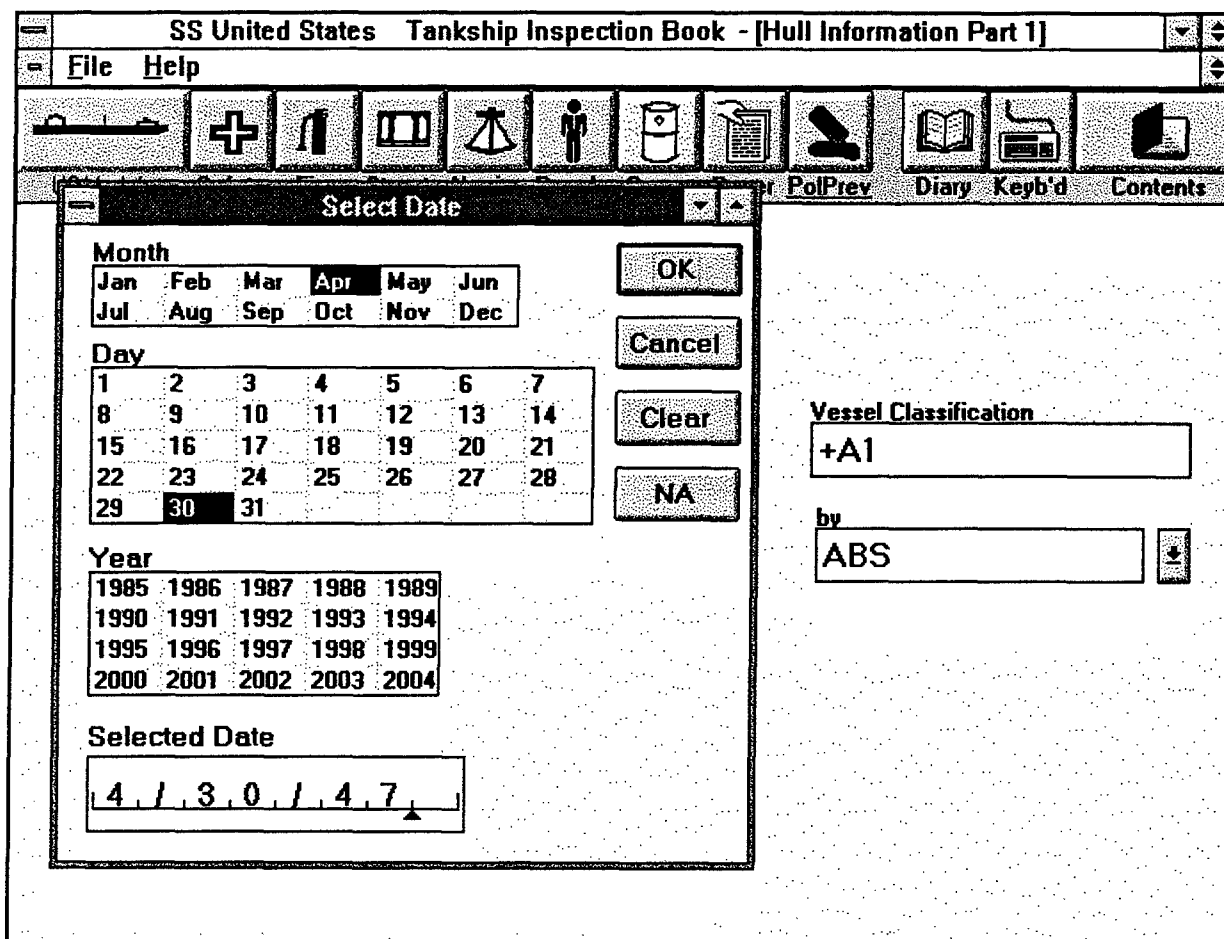 SS United States Tankship Inspection Book - [Hull Information Part 1]
File Help
PolPrev Diary Keyb'd Contents
Select Date
Month
Jan Feb Mar Apr May Jun
Jul Aug Sep Oct Nov Dec
Day
1 2 3 4 5 6 7
8 9 10 11 12 13 14
15 16 17 18 19 20 21
22 23 24 25 26 27 28
29 30 31
Year
1985 1986 1987 1988 1989
1990 1991 1992 1993 1994
1995 1996 1997 1998 1999
2000 2001 2002 2003 2004
Selected Date
4/30/47
OK
Cancel
Clear
NA
Vessel Classification
+A1
by
ABS